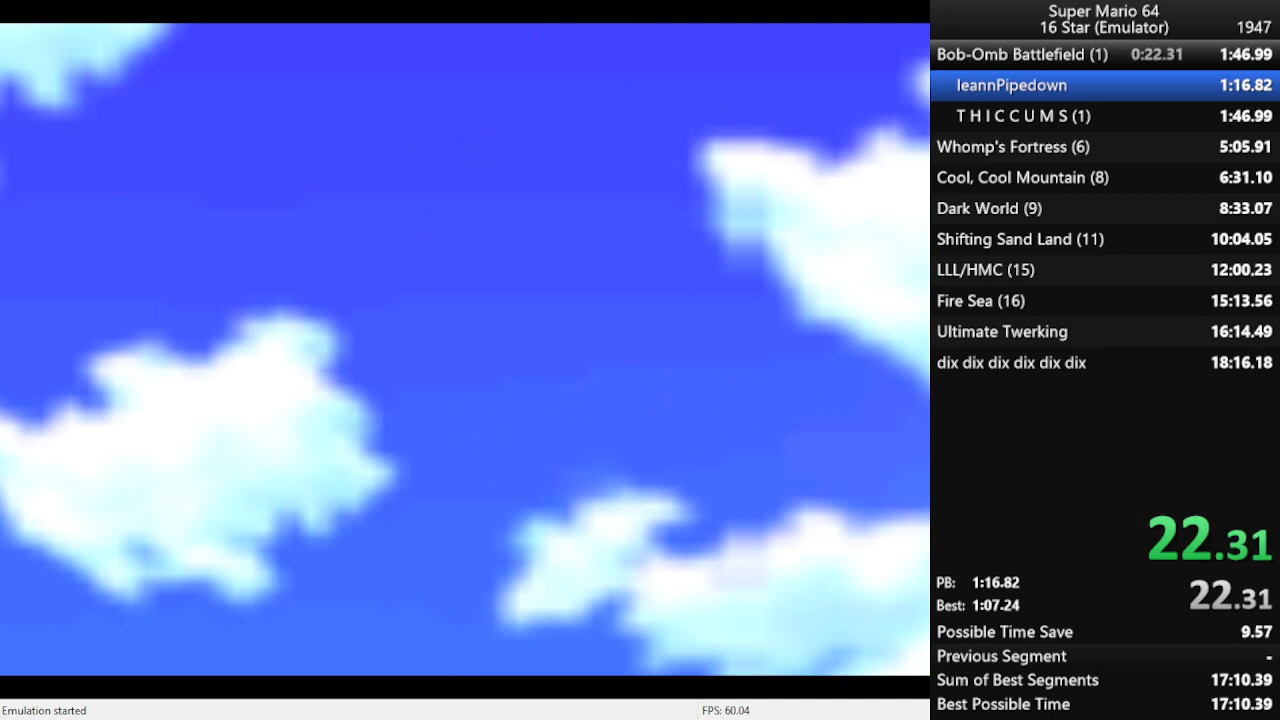 Super Mario 64
16 Star (Emulator) 1947
Bob-Omb Battlefield (1) 0:22.31 1:46.99
leannPipedown 1:16.82
T H I C C U M S (1) 1:46.99
Whomp's Fortress (6) 5:05.91
Cool, Cool Mountain (8) 6:31.10
Dark World (9) 8:33.07
Shifting Sand Land (11) 10:04.05
LLL/HMC (15) 12:00.23
Fire Sea (16) 15:13.56
Ultimate Twerking 16:14.49
dix dix dix dix dix dix 18:16.18
22.31
PB: 1:16.82
22.31
Best: 1:07.24
Possible Time Save 9.57
Previous Segment -
Sum of Best Segments 17:10.39
Best Possible Time 17:10.39
Emulation started FPS: 60.04